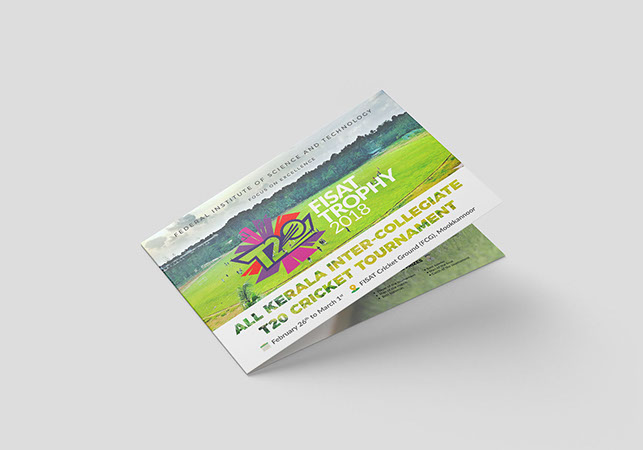 FEDERAL INSTITUTE OF SCIENCE AND TECHNOLOGY
FOCUS ON EXCELLENCE
T20
FISAT
TROPHY
2018
ALL KERALA INTER-COLLEGIATE
T20 CRICKET TOURNAMENT
February 26th to March 1st
FISAT Cricket Ground (FCG), Mookkannoor